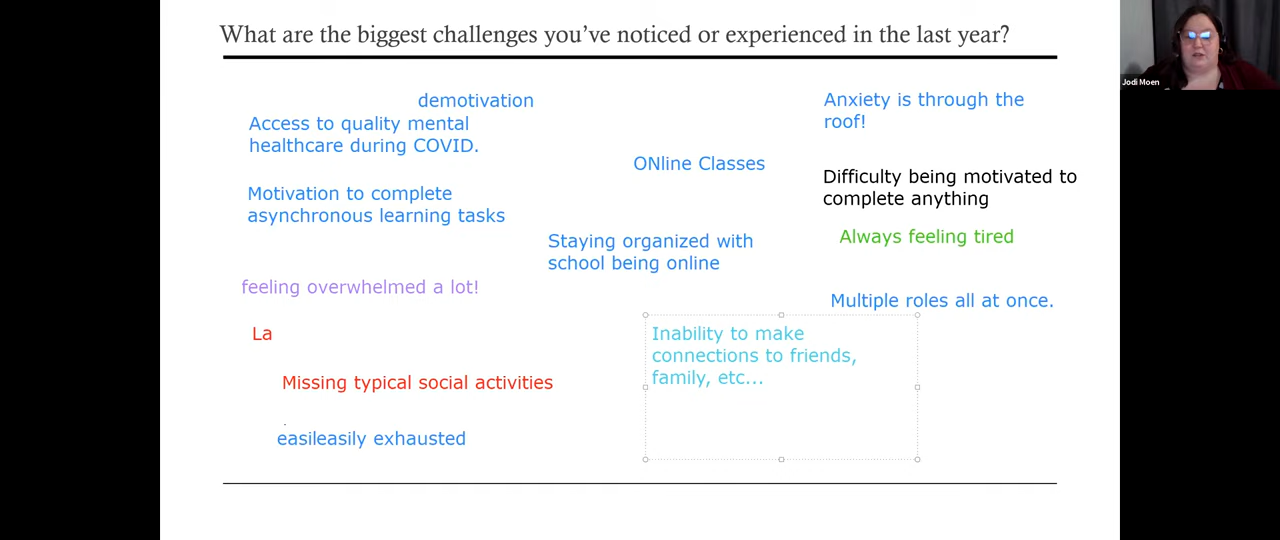 What are the biggest challenges you've noticed or experienced in the last year?
Jodi Moen
demotivation
Access to quality mental
healthcare during COVID.
Anxiety is through the
roof!
ONline Classes
Motivation to complete
asynchronous learning tasks
Difficulty being motivated to
complete anything
Staying organized with
school being online
Always feeling tired
feeling overwhelmed a lot!
Multiple roles all at once.
La
Inability to make
connections to friends,
family, etc...
Missing typical social activities
.
easileasily exhausted